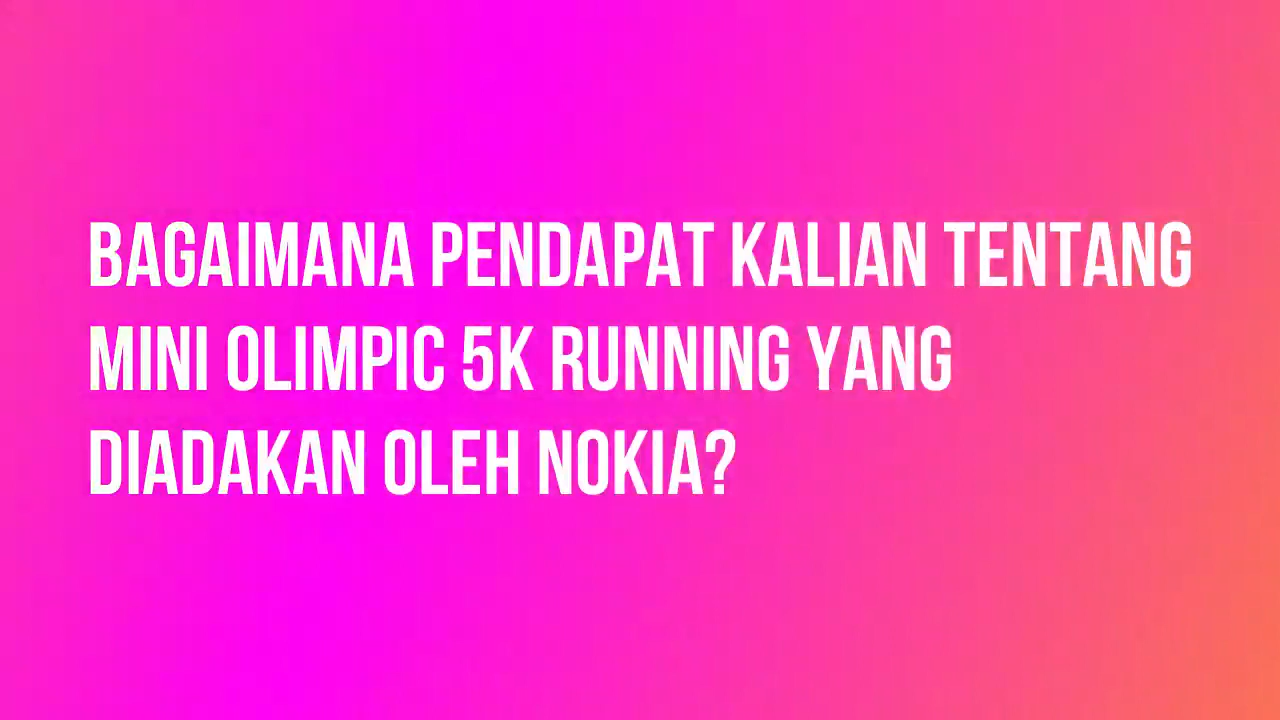 BAGAIMANA PENDAPAT KALIAN TENTANG
MINI OLIMPIC 5K RUNNING YANG
DIADAKAN OLEH NOKIA?